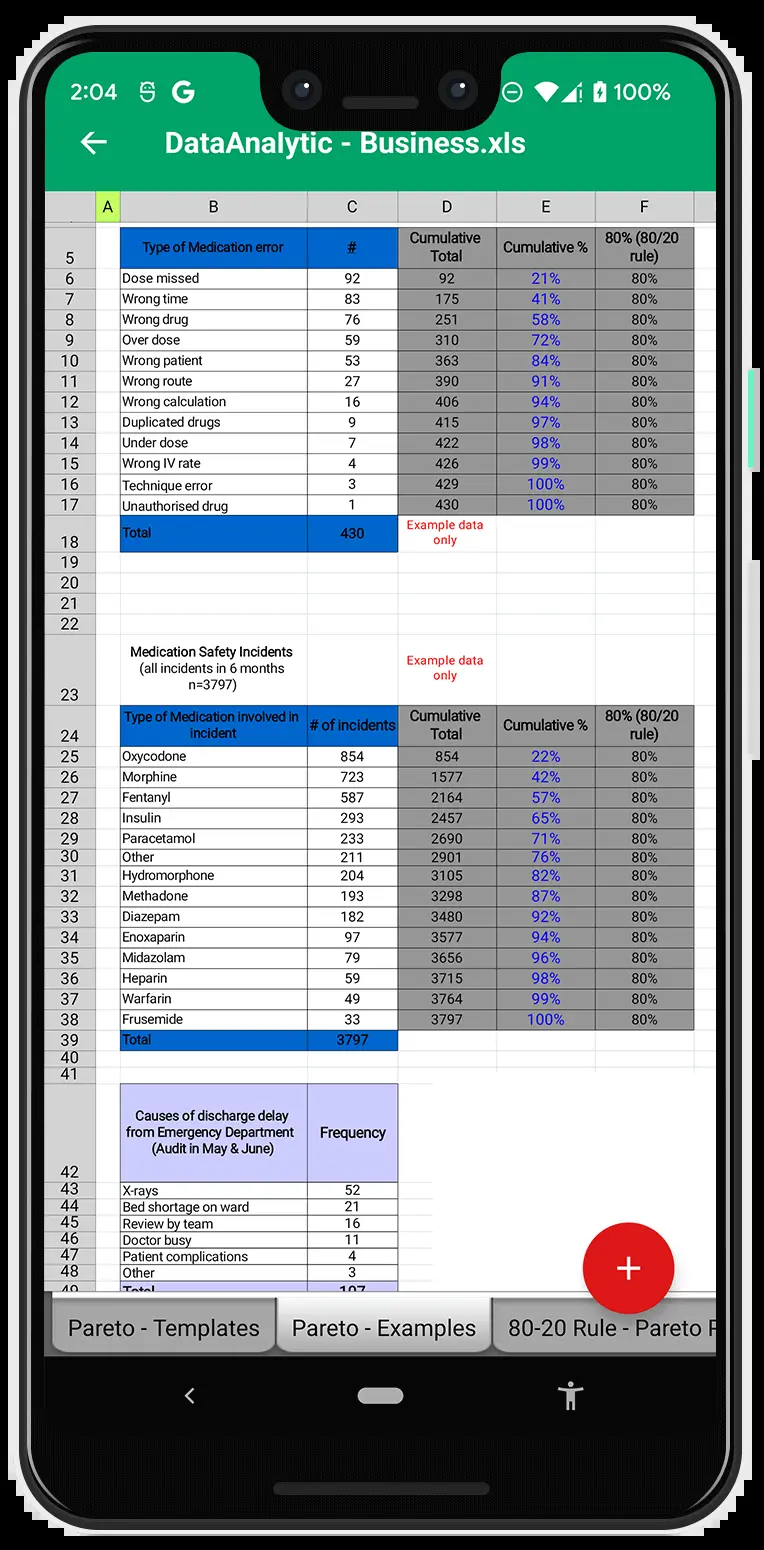 2:04 G 100%
DataAnalytic - Business.xls
A B C D E F
5 Type of Medication error # Cumulative Total Cumulative % 80% (80/20 rule)
6 Dose missed 92 92 21% 80%
7 Wrong time 83 175 41% 80%
8 Wrong drug 76 251 58% 80%
9 Over dose 59 310 72% 80%
10 Wrong patient 53 363 84% 80%
11 Wrong route 27 390 91% 80%
12 Wrong calculation 16 406 94% 80%
13 Duplicated drugs 9 415 97% 80%
14 Under dose 7 422 98% 80%
15 Wrong IV rate 4 426 99% 80%
16 Technique error 3 429 100% 80%
17 Unauthorised drug 1 430 100% 80%
18 Total 430 Example data only
19
20
21
22
23 Medication Safety Incidents (all incidents in 6 months n=3797) Example data only
24 Type of Medication involved in incident # of incidents Cumulative Total Cumulative % 80% (80/20 rule)
25 Oxycodone 854 854 22% 80%
26 Morphine 723 1577 42% 80%
27 Fentanyl 587 2164 57% 80%
28 Insulin 293 2457 65% 80%
29 Paracetamol 233 2690 71% 80%
30 Other 211 2901 76% 80%
31 Hydromorphone 204 3105 82% 80%
32 Methadone 193 3298 87% 80%
33 Diazepam 182 3480 92% 80%
34 Enoxaparin 97 3577 94% 80%
35 Midazolam 79 3656 96% 80%
36 Heparin 59 3715 98% 80%
37 Warfarin 49 3764 99% 80%
38 Frusemide 33 3797 100% 80%
39 Total 3797
40
41
42 Causes of discharge delay from Emergency Department (Audit in May & June) Frequency
43 X-rays 52
44 Bed shortage on ward 21
45 Review by team 16
46 Doctor busy 11
47 Patient complications 4
48 Other 3
49 Total 107
+
Pareto - Templates Pareto - Examples 80-20 Rule - Pareto